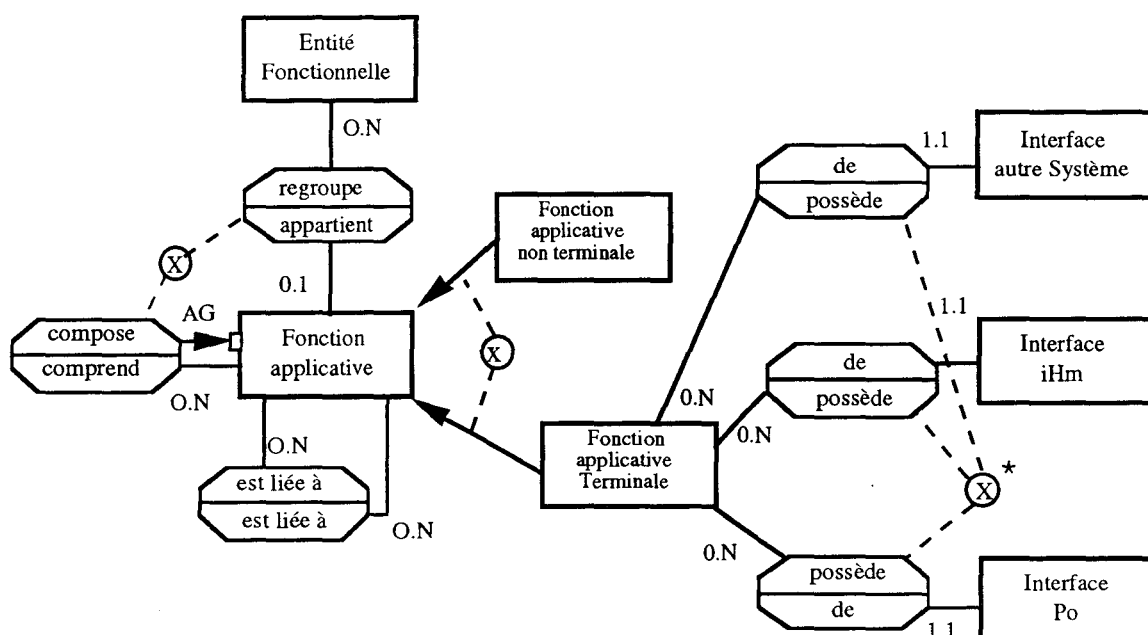 Entité
Fonctionnelle
O.N
regroupe
appartient
X
0.1
AG
compose
comprend
O.N
Fonction
applicative
O.N
est liée à
est liée à
O.N
Fonction
applicative
non terminale
X
Fonction
applicative
Terminale
0.N
0.N
0.N
de
possède
1.1
Interface
autre Système
de
possède
1.1
Interface
iHm
X *
possède
de
1.1
Interface
Po